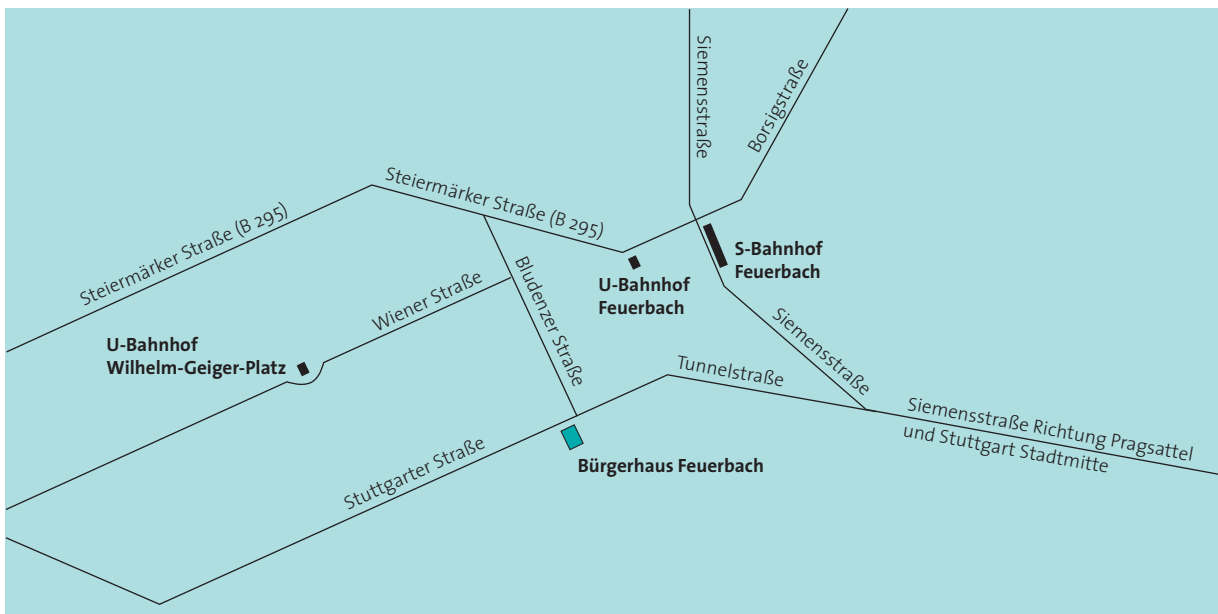 Siemensstraße
Borsigstraße
Steiermärker Straße (B 295)
Steiermärker Straße (B 295)
S-Bahnhof
Feuerbach
U-Bahnhof
Feuerbach
Bludenzer Straße
Wiener Straße
U-Bahnhof
Wilhelm-Geiger-Platz
Siemensstraße
Tunnelstraße
Siemensstraße Richtung Pragsattel
und Stuttgart Stadtmitte
Stuttgarter Straße
Bürgerhaus Feuerbach